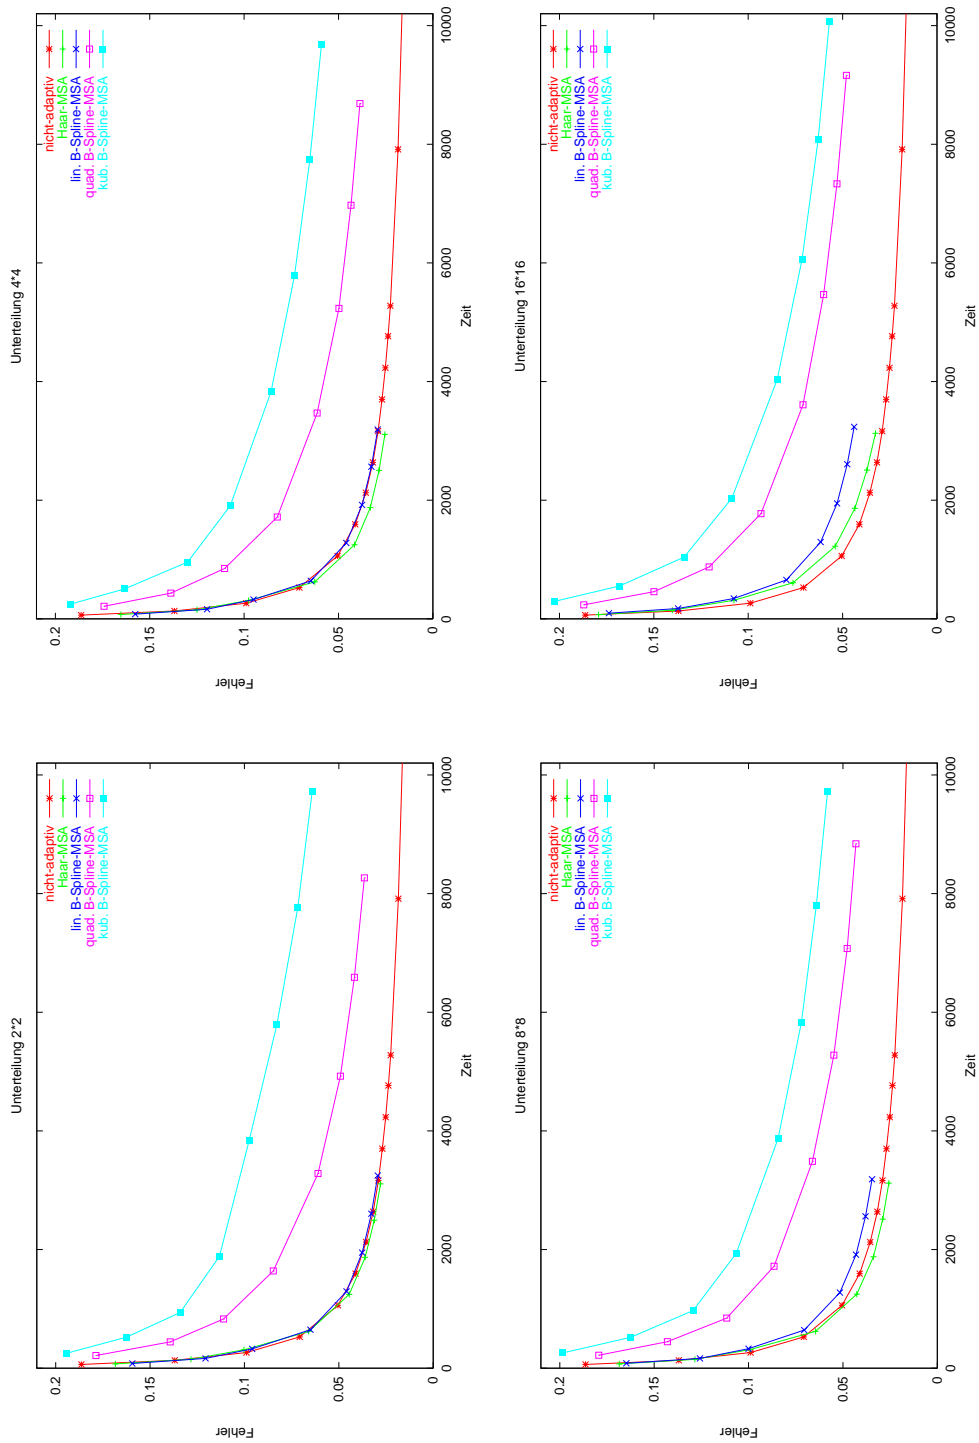 Unterteilung 2*2
nicht-adaptiv
Haar-MSA
lin. B-Spline-MSA
quad. B-Spline-MSA
kub. B-Spline-MSA
0.2
0.15
0.1
0.05
0
Fehler
0
2000
4000
6000
8000
10000
Zeit
Unterteilung 4*4
nicht-adaptiv
Haar-MSA
lin. B-Spline-MSA
quad. B-Spline-MSA
kub. B-Spline-MSA
0.2
0.15
0.1
0.05
0
Fehler
0
2000
4000
6000
8000
10000
Zeit
Unterteilung 8*8
nicht-adaptiv
Haar-MSA
lin. B-Spline-MSA
quad. B-Spline-MSA
kub. B-Spline-MSA
0.2
0.15
0.1
0.05
0
Fehler
0
2000
4000
6000
8000
10000
Zeit
Unterteilung 16*16
nicht-adaptiv
Haar-MSA
lin. B-Spline-MSA
quad. B-Spline-MSA
kub. B-Spline-MSA
0.2
0.15
0.1
0.05
0
Fehler
0
2000
4000
6000
8000
10000
Zeit